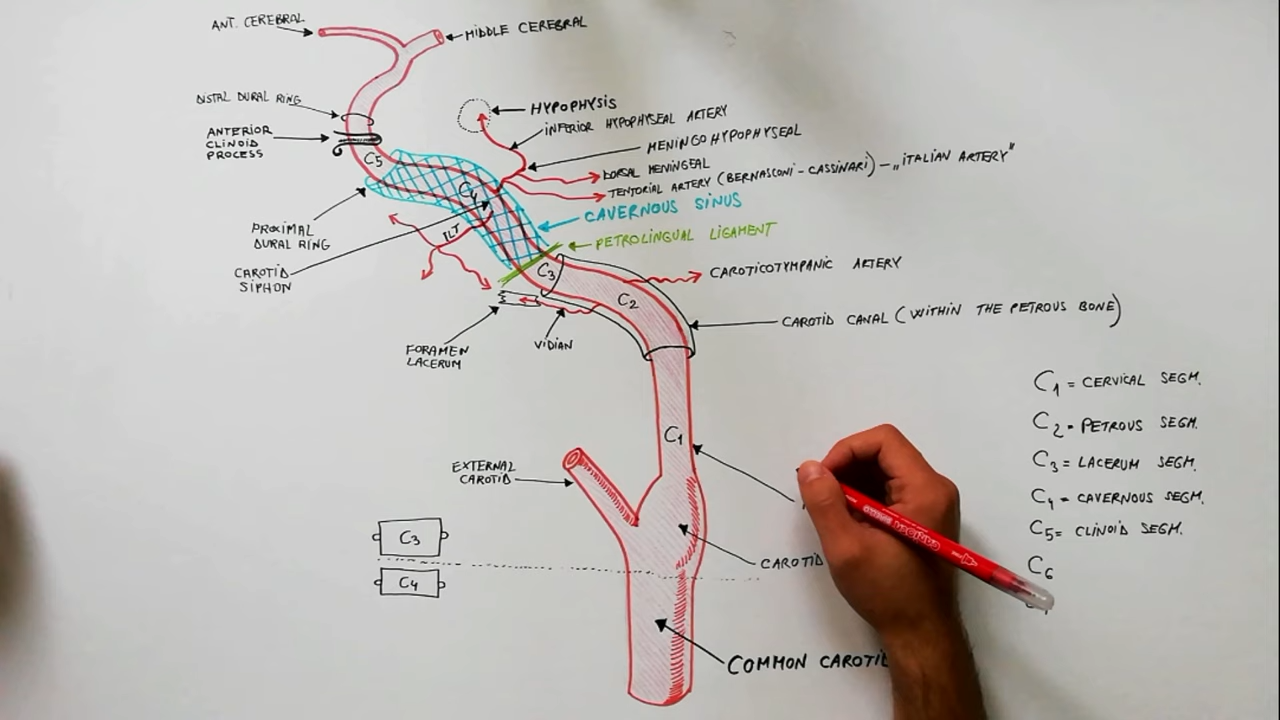 ANT. CEREBRAL
MIDDLE CEREBRAL
DISTAL DURAL RING
ANTERIOR
CLINOID
PROCESS
HYPOPHYSIS
INFERIOR HYPOPHYSEAL ARTERY
MENINGO HYPOPHYSEAL
DORSAL MENINGEAL
TENTORIAL ARTERY (BERNASCONI-CASSINARI) - „ITALIAN ARTERY"
C5
C4
CAVERNOUS SINUS
PETROLINGUAL LIGAMENT
PROXIMAL
DURAL RING
ILT
CAROTID
SIPHON
C3
CAROTICOTYMPANIC ARTERY
C2
CAROTID CANAL (WITHIN THE PETROUS BONE)
FORAMEN
LACERUM
VIDIAN
C1 = CERVICAL SEGM.
C2 = PETROUS SEGM.
C3 = LACERUM SEGM.
C4 = CAVERNOUS SEGM.
C5 = CLINOID SEGM.
C6
C1
EXTERNAL
CAROTID
C3
C4
CAROTID
COMMON CAROTID